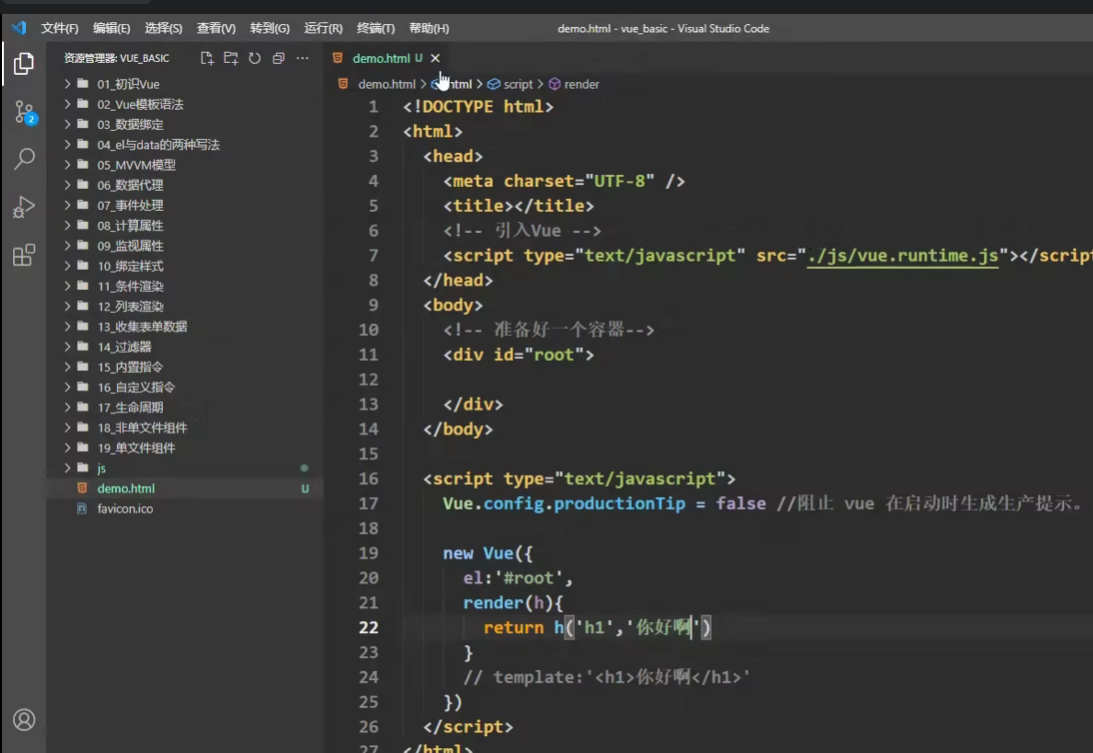 文件(F) 编辑(E) 选择(S) 查看(V) 转到(G) 运行(R) 终端(T) 帮助(H) demo.html - vue_basic - Visual Studio Code
资源管理器: VUE_BASIC
demo.html U
demo.html > html > script > render
01_初识Vue
02_Vue模板语法
03_数据绑定
04_el与data的两种写法
05_MVVM模型
06_数据代理
07_事件处理
08_计算属性
09_监视属性
10_绑定样式
11_条件渲染
12_列表渲染
13_收集表单数据
14_过滤器
15_内置指令
16_自定义指令
17_生命周期
18_非单文件组件
19_单文件组件
js
demo.html U
favicon.ico
2
1 <!DOCTYPE html>
2 <html>
3 <head>
4 <meta charset="UTF-8" />
5 <title></title>
6 <!-- 引入Vue -->
7 <script type="text/javascript" src="./js/vue.runtime.js"></script
8 </head>
9 <body>
10 <!-- 准备好一个容器-->
11 <div id="root">
12
13 </div>
14 </body>
15
16 <script type="text/javascript">
17 Vue.config.productionTip = false //阻止 vue 在启动时生成生产提示。
18
19 new Vue({
20 el:'#root',
21 render(h){
22 return h('h1','你好啊')
23 }
24 // template:'<h1>你好啊</h1>'
25 })
26 </script>
27 </html>